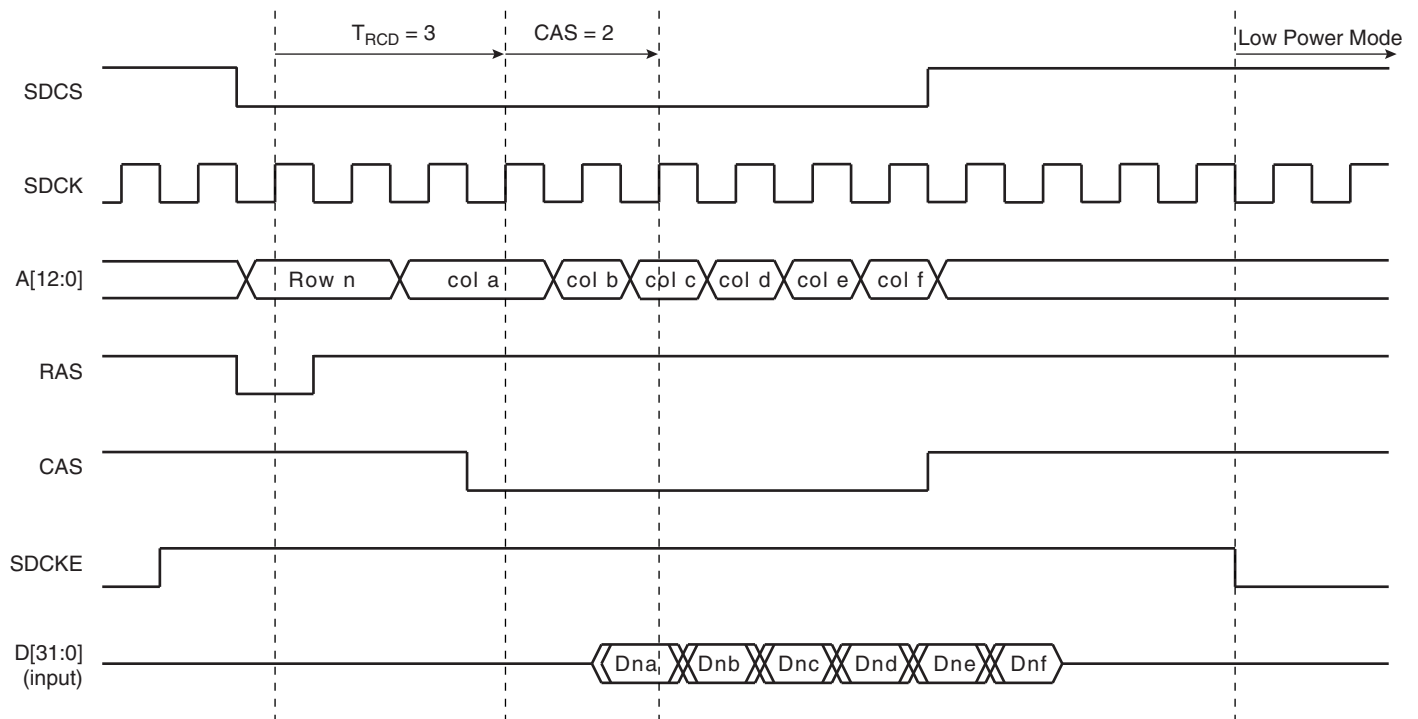 T_RCD = 3 CAS = 2 Low Power Mode
SDCS
SDCK
A[12:0] Row n col a col b col c col d col e col f
RAS
CAS
SDCKE
D[31:0] (input) Dna Dnb Dnc Dnd Dne Dnf